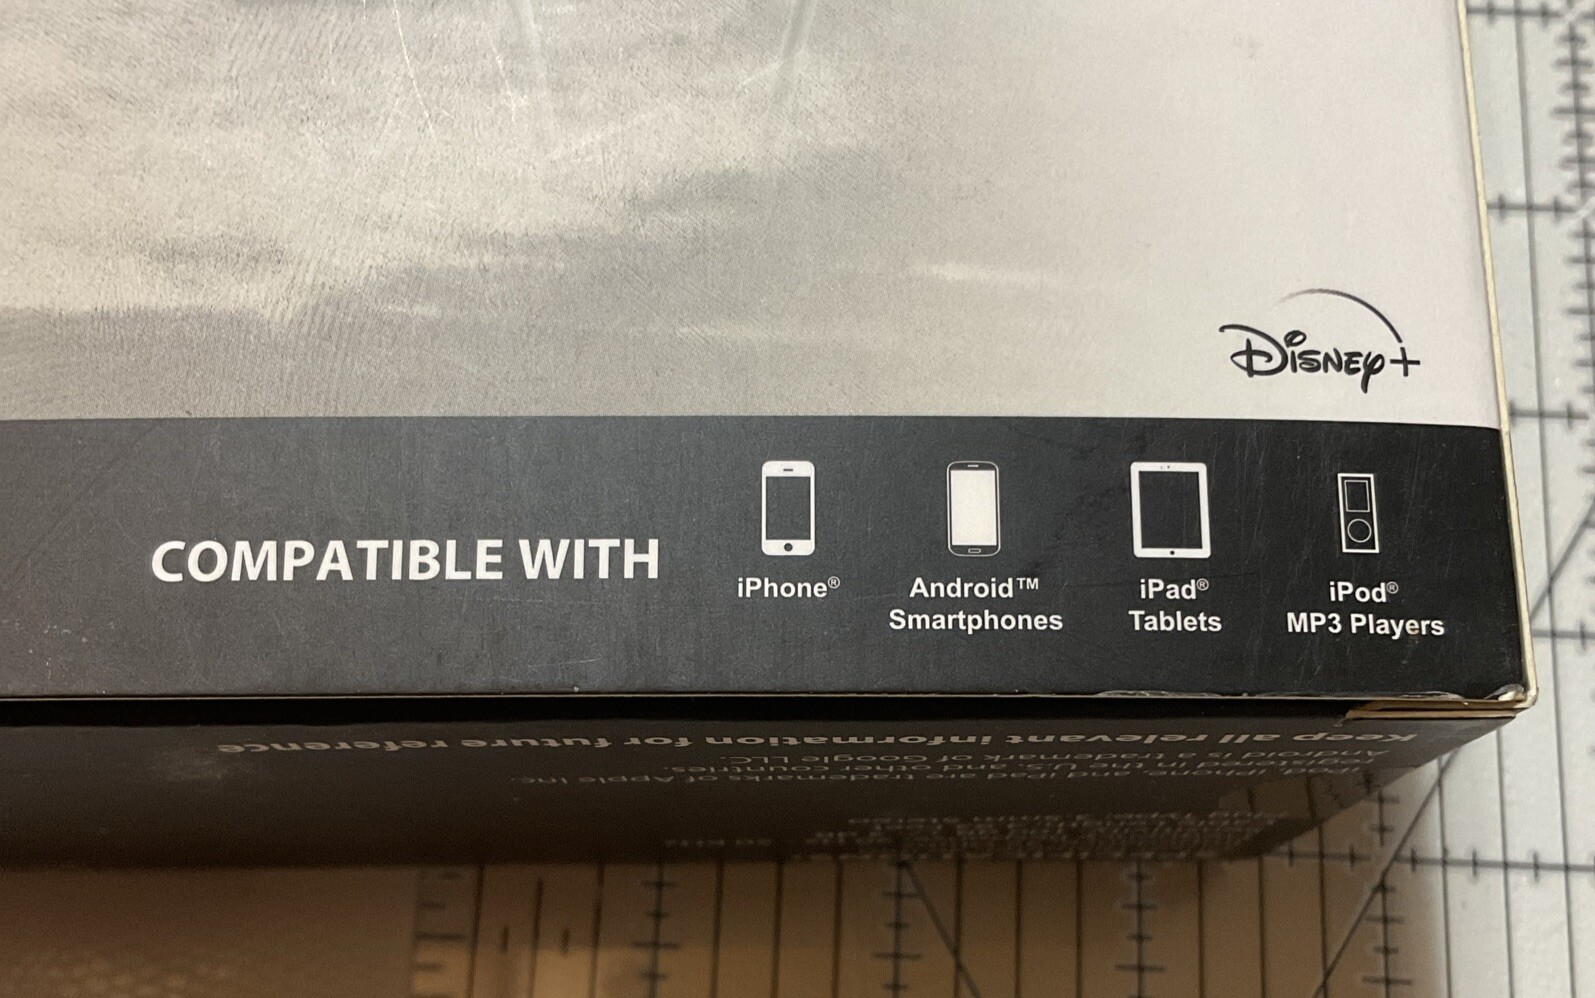 Disney+
COMPATIBLE WITH
iPhone®
Android™
Smartphones
iPad®
Tablets
iPod®
MP3 Players
Keep all relevant information for future reference
Android is a trademark of Google LLC.
registered in the U.S. and other countries.
iPhone, and iPad are trademarks of Apple Inc.